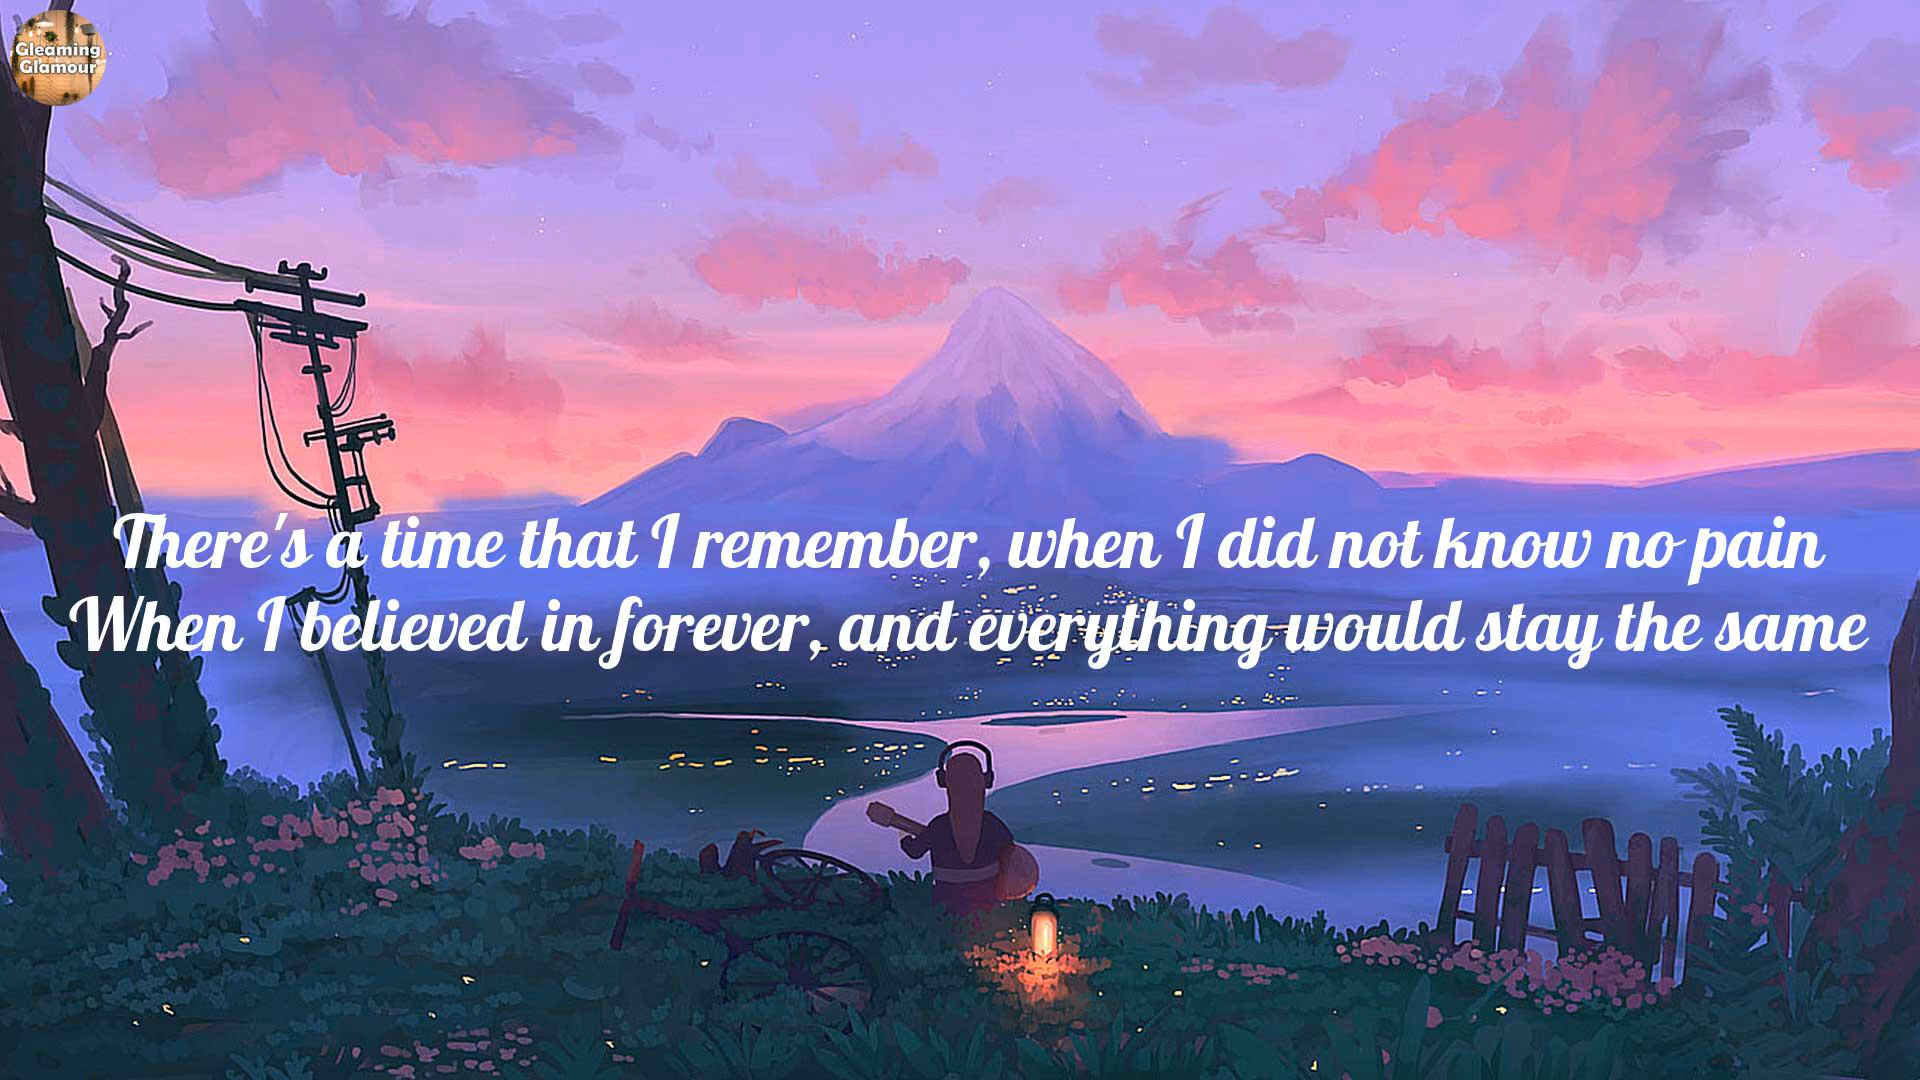 Gleaming
Glamour
There's a time that I remember, when I did not know no pain
When I believed in forever, and everything would stay the same